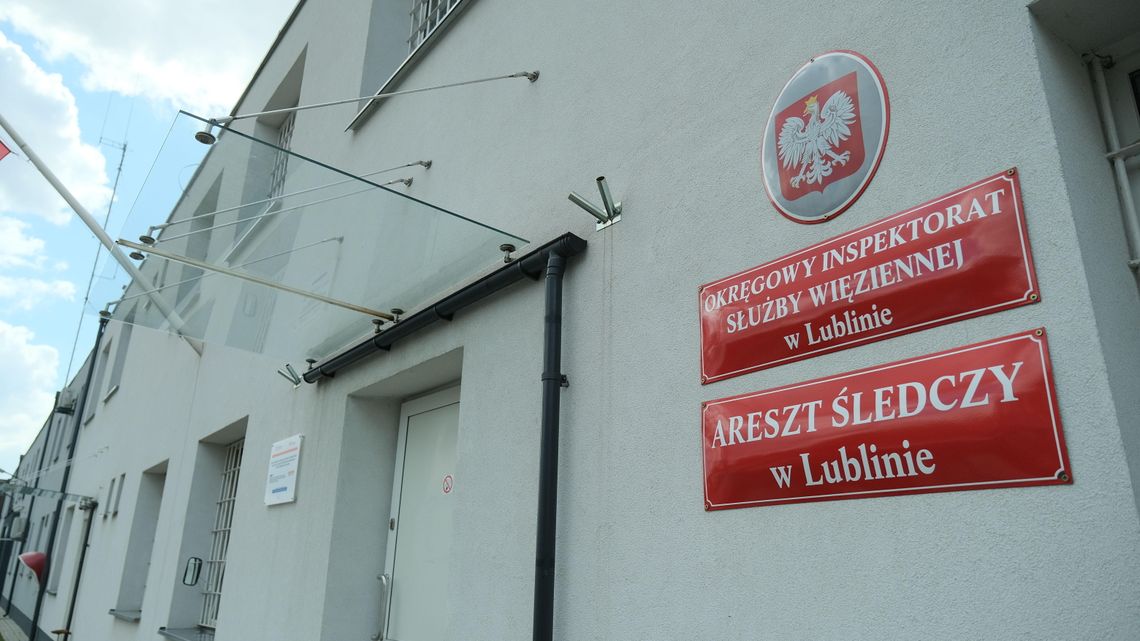 OKRĘGOWY INSPEKTORAT
SŁUŻBY WIĘZIENNEJ
w Lublinie
ARESZT ŚLEDCZY
w Lublinie